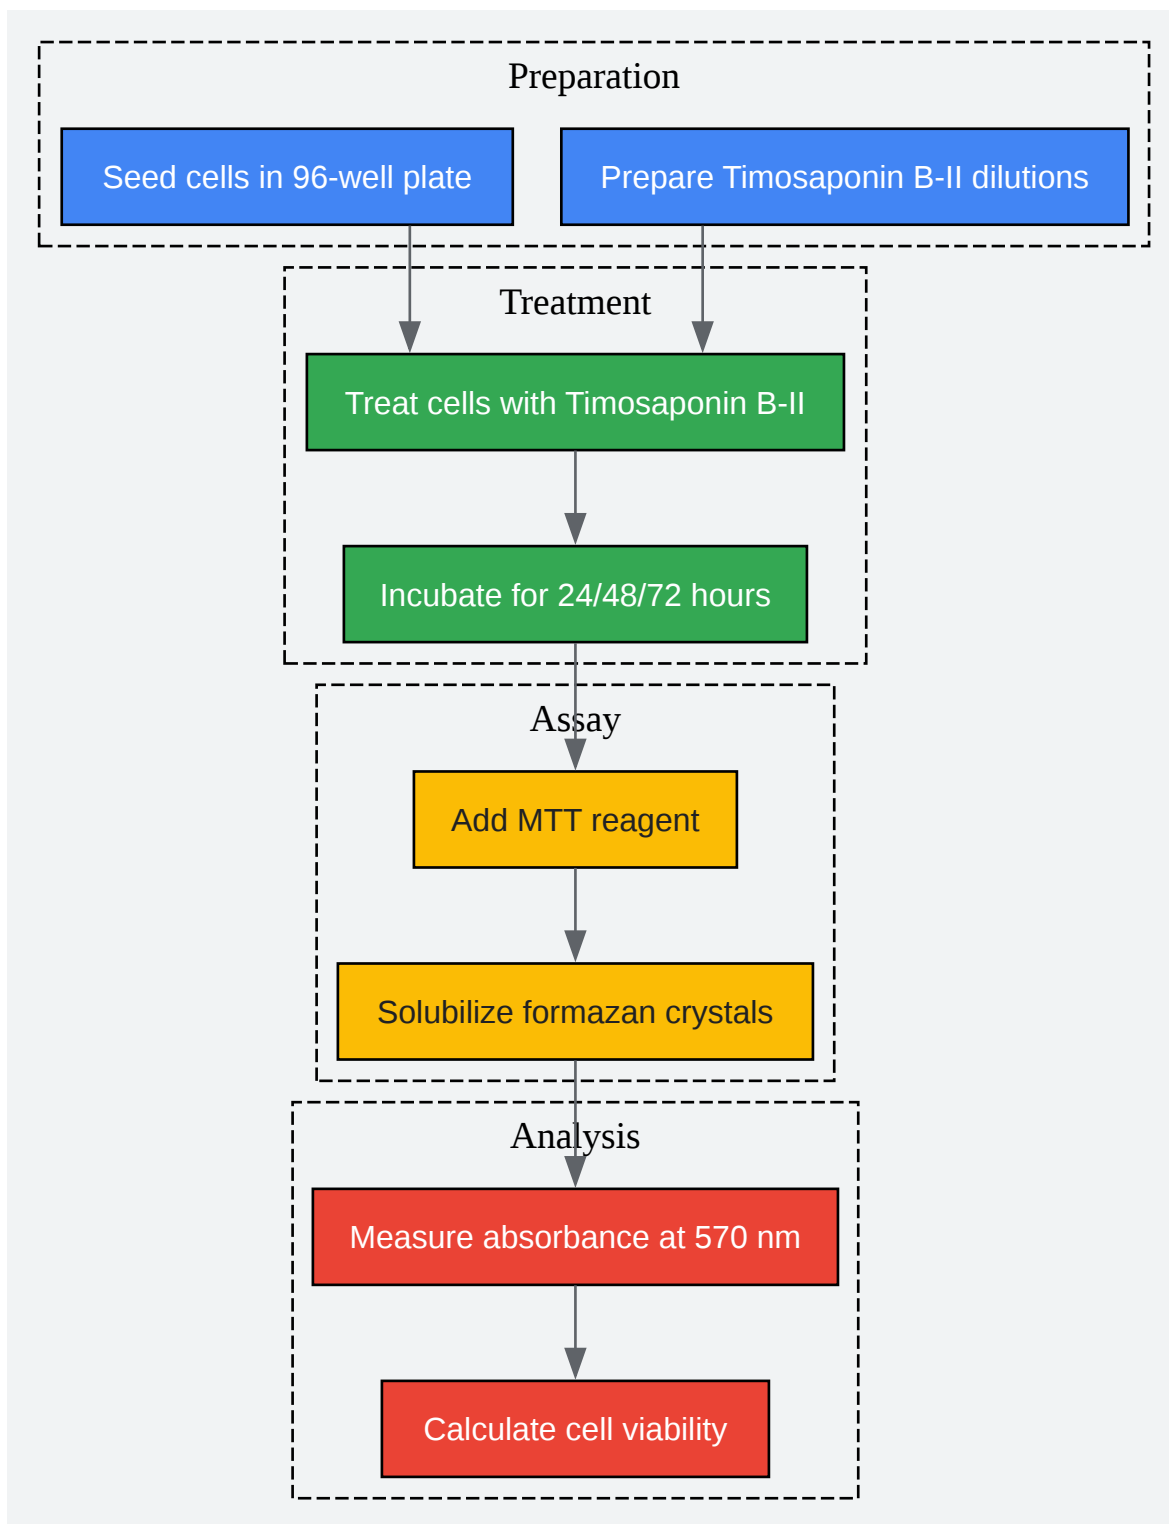 Preparation
Seed cells in 96-well plate
Prepare Timosaponin B-II dilutions
Treatment
Treat cells with Timosaponin B-II
Incubate for 24/48/72 hours
Assay
Add MTT reagent
Solubilize formazan crystals
Analysis
Measure absorbance at 570 nm
Calculate cell viability